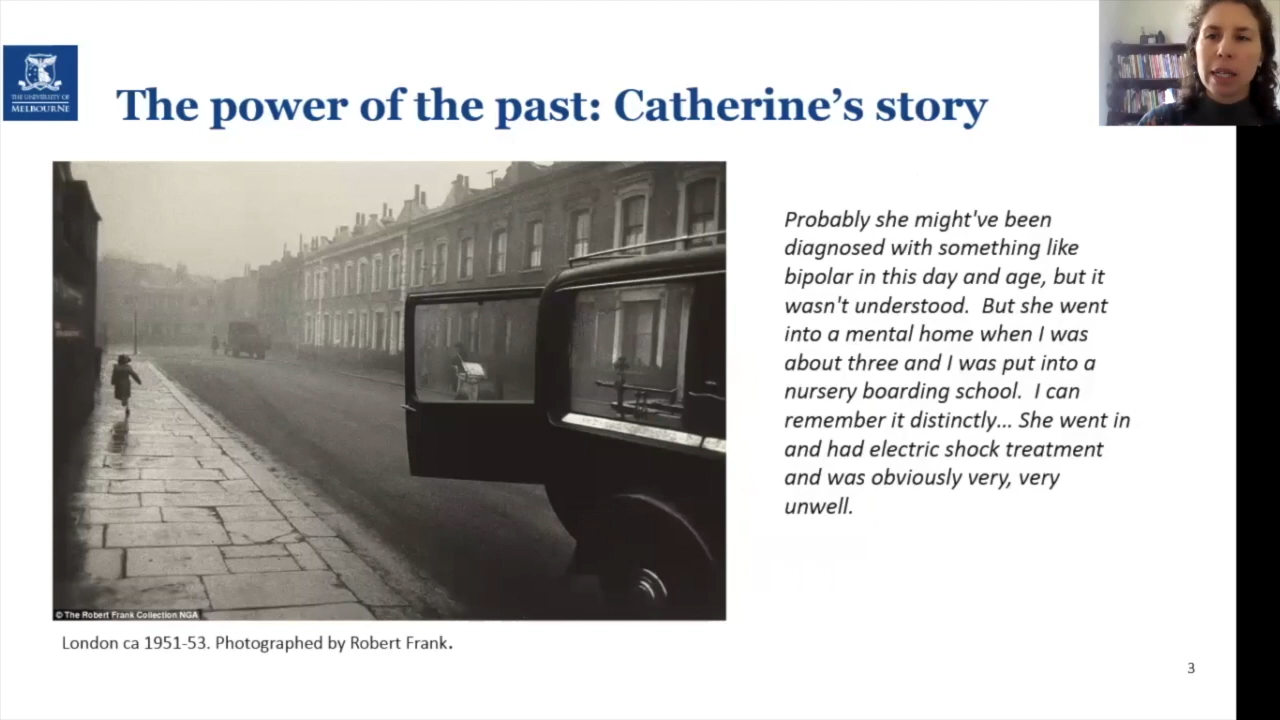 THE UNIVERSITY OF
MELBOURNE
The power of the past: Catherine's story
Probably she might've been
diagnosed with something like
bipolar in this day and age, but it
wasn't understood.  But she went
into a mental home when I was
about three and I was put into a
nursery boarding school.  I can
remember it distinctly... She went in
and had electric shock treatment
and was obviously very, very
unwell.
© The Robert Frank Collection NGA
London ca 1951-53. Photographed by Robert Frank.
3